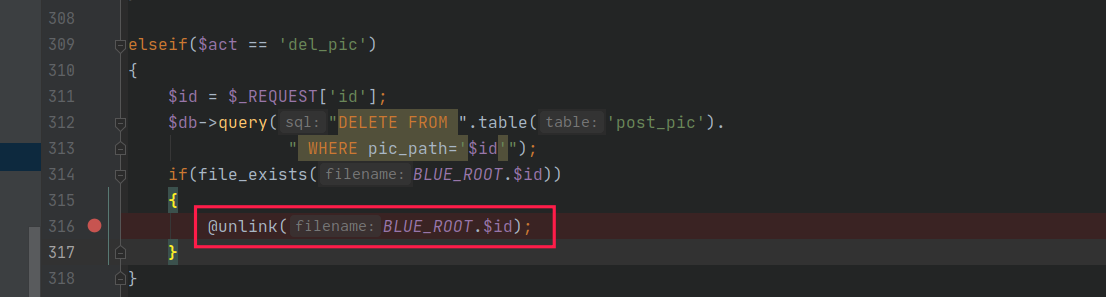 308
309 elseif($act == 'del_pic')
310 {
311 $id = $_REQUEST['id'];
312 $db->query( sql: "DELETE FROM ".table( table: 'post_pic').
313 " WHERE pic_path='$id'");
314 if(file_exists( filename: BLUE_ROOT.$id))
315 {
316 @unlink( filename: BLUE_ROOT.$id);
317 }
318 }